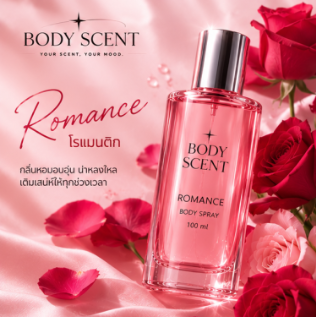 BODY SCENT
YOUR SCENT. YOUR MOOD.
Romance
โรแมนติก
กลิ่นหอมอบอุ่น น่าหลงใหล
เติมเสน่ห์ให้ทุกช่วงเวลา
BODY
SCENT
ROMANCE
BODY SPRAY
100 ml